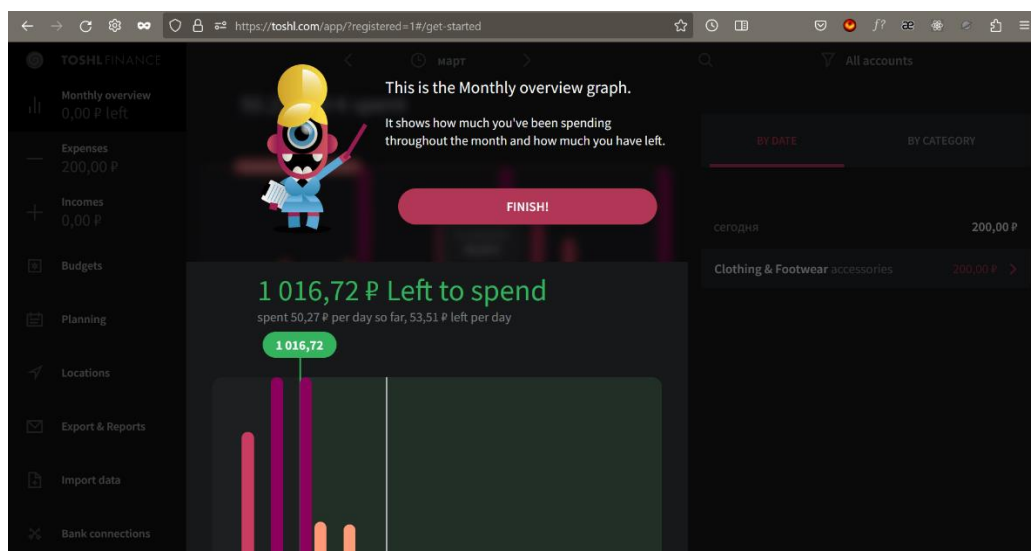 https://toshl.com/app/?registered=1#/get-started
TOSHL FINANCE
март
All accounts
Monthly overview
0,00 ₽ left
Expenses
200,00 ₽
Incomes
0,00 ₽
Budgets
Planning
Locations
Export & Reports
Import data
Bank connections
This is the Monthly overview graph.
It shows how much you've been spending
throughout the month and how much you have left.
FINISH!
1 016,72 ₽ Left to spend
spent 50,27 ₽ per day so far, 53,51 ₽ left per day
1 016,72
BY DATE
BY CATEGORY
сегодня
200,00 ₽
Clothing & Footwear accessories
200,00 ₽